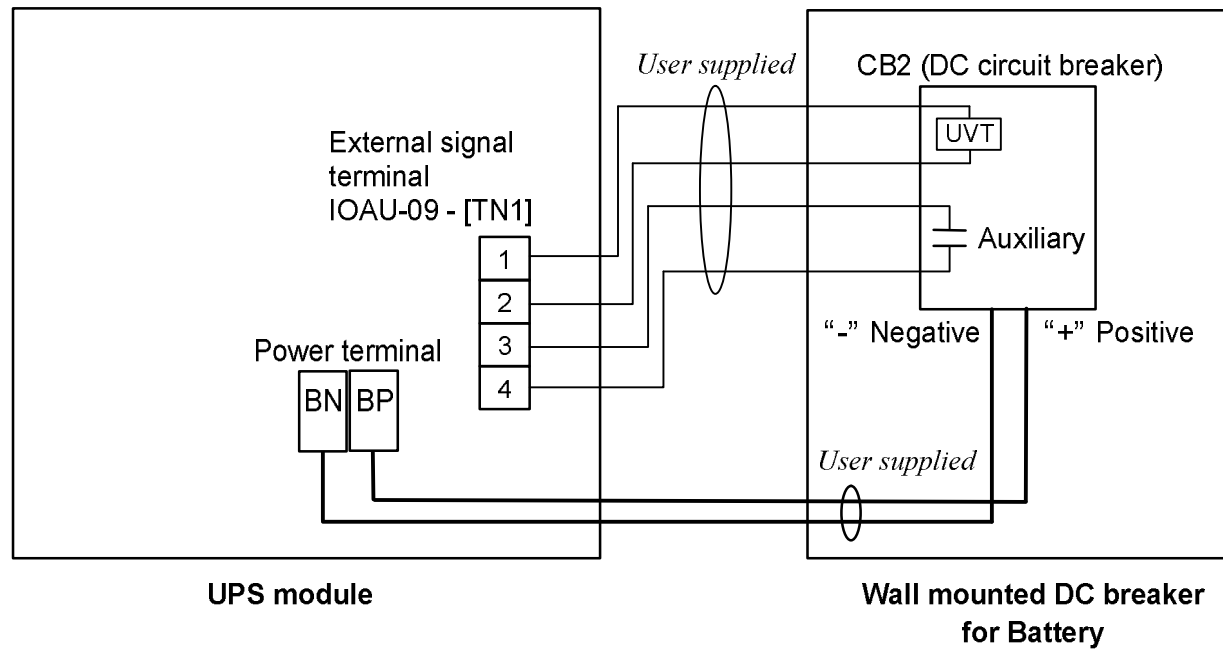 User supplied
CB2 (DC circuit breaker)
UVT
External signal
terminal
IOAU-09 - [TN1]
1
2
3
4
Auxiliary
“-” Negative
“+” Positive
Power terminal
BN
BP
User supplied
UPS module
Wall mounted DC breaker
for Battery